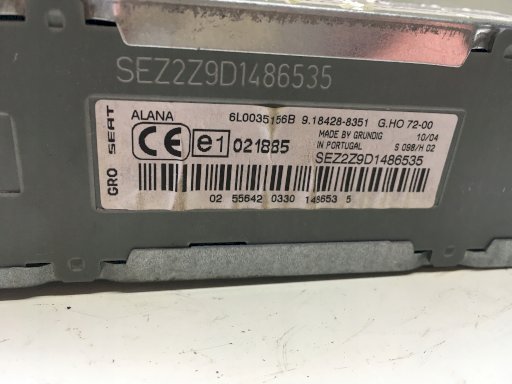 SEZ2Z9D1486535
GRO SEAT
ALANA 6L0035156B 9.18428-8351 G.HO 72-00
CE e1 021885 MADE BY GRUNDIG 10/04
IN PORTUGAL S 098/H 02
SEZ2Z9D1486535
02 55642 0330 148653 5